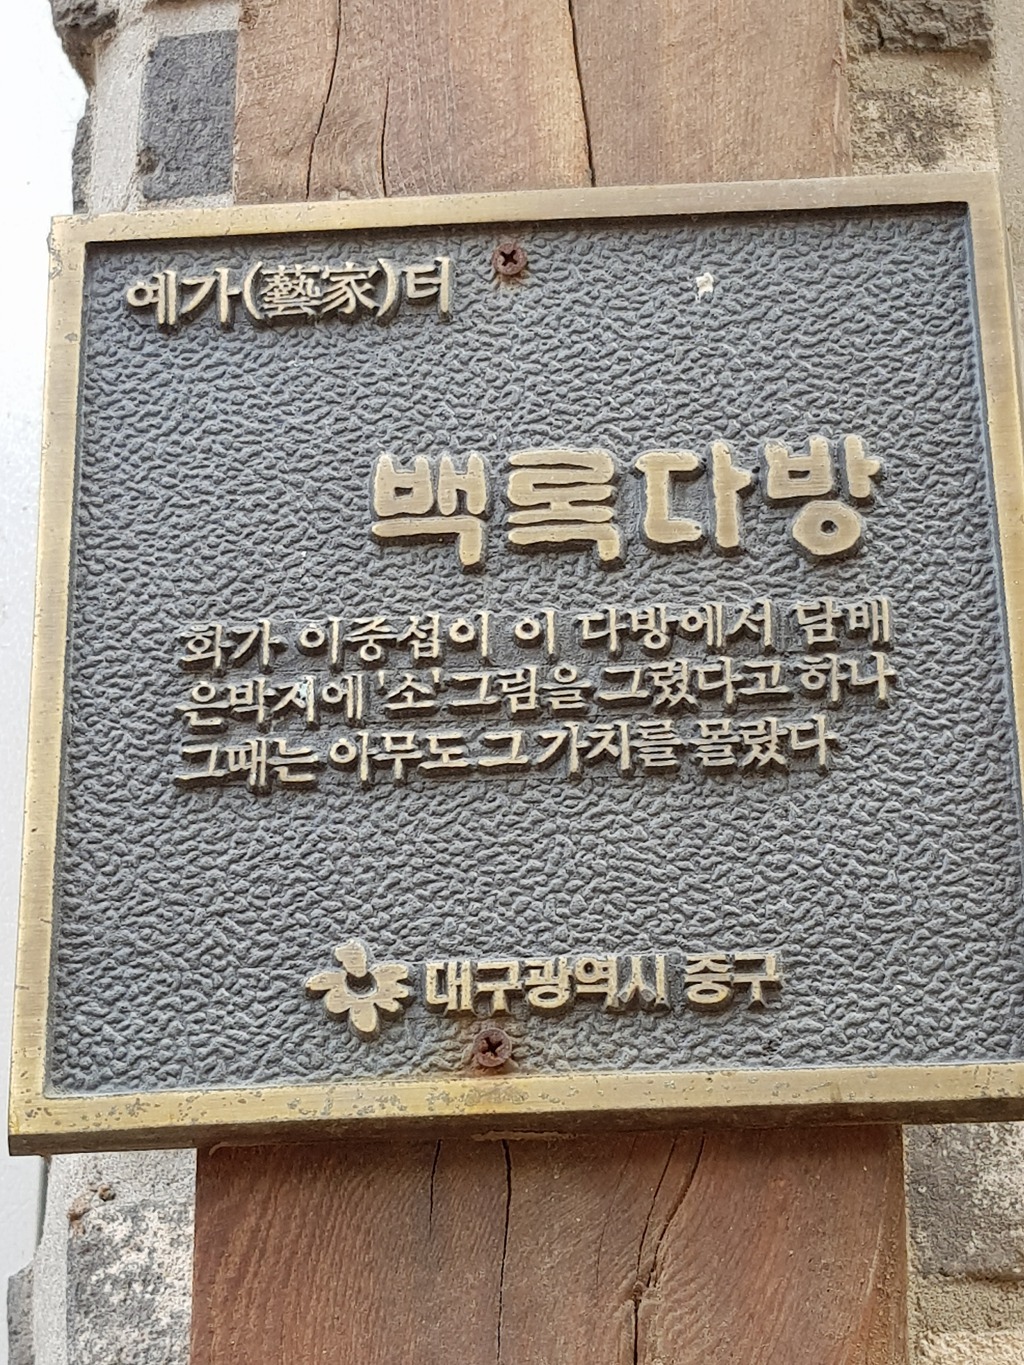 예가(藝家)터
백록다방
화가 이중섭이 이 다방에서 담배
은박지에 '소'그림을 그렸다고 하나
그때는 아무도 그 가치를 몰랐다
대구광역시 중구